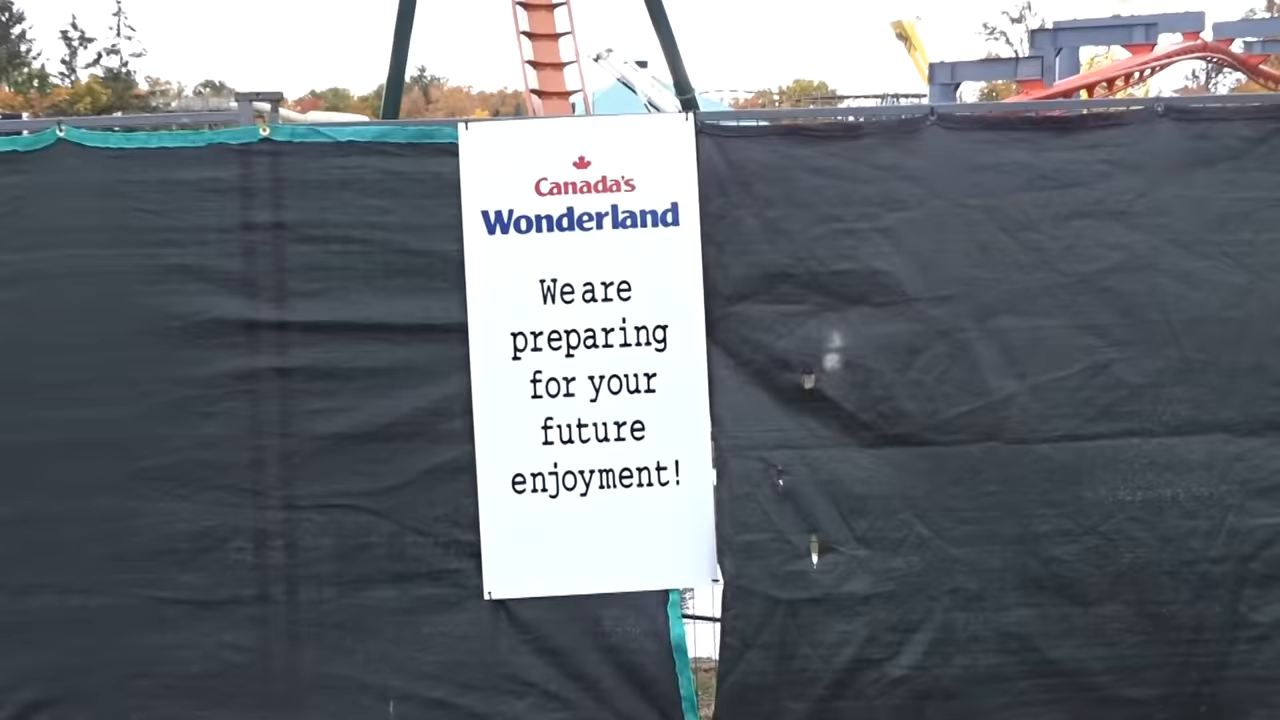 Canada's
Wonderland
We are
preparing
for your
future
enjoyment!